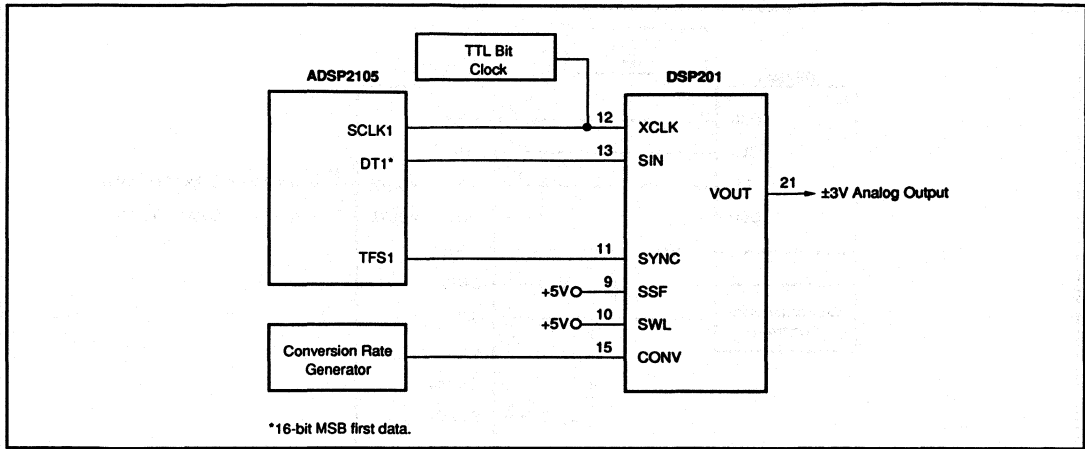 TTL Bit
Clock
ADSP2105
DSP201
SCLK1
12
XCLK
DT1*
13
SIN
VOUT
21
±3V Analog Output
TFS1
11
SYNC
+5V
9
SSF
+5V
10
SWL
Conversion Rate
Generator
15
CONV
*16-bit MSB first data.